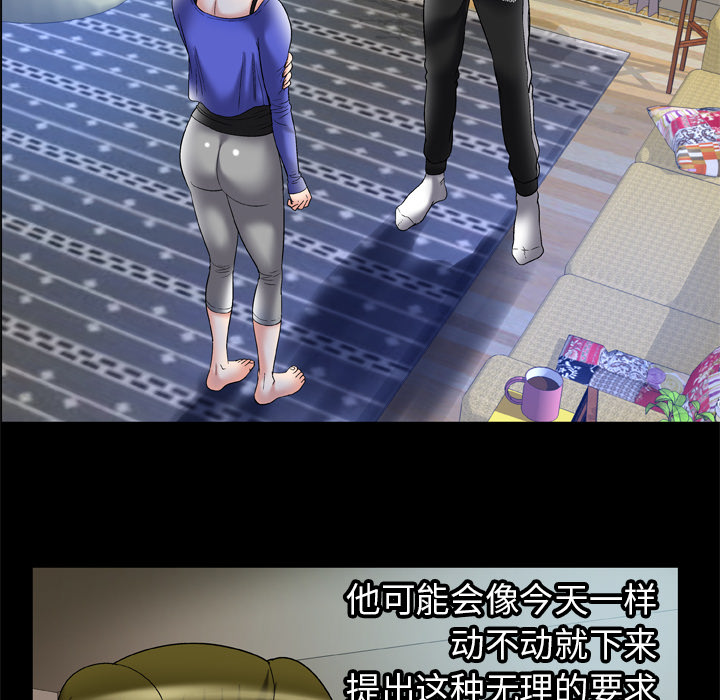 他可能会像今天一样
动不动就下来
提出这种无理的要求